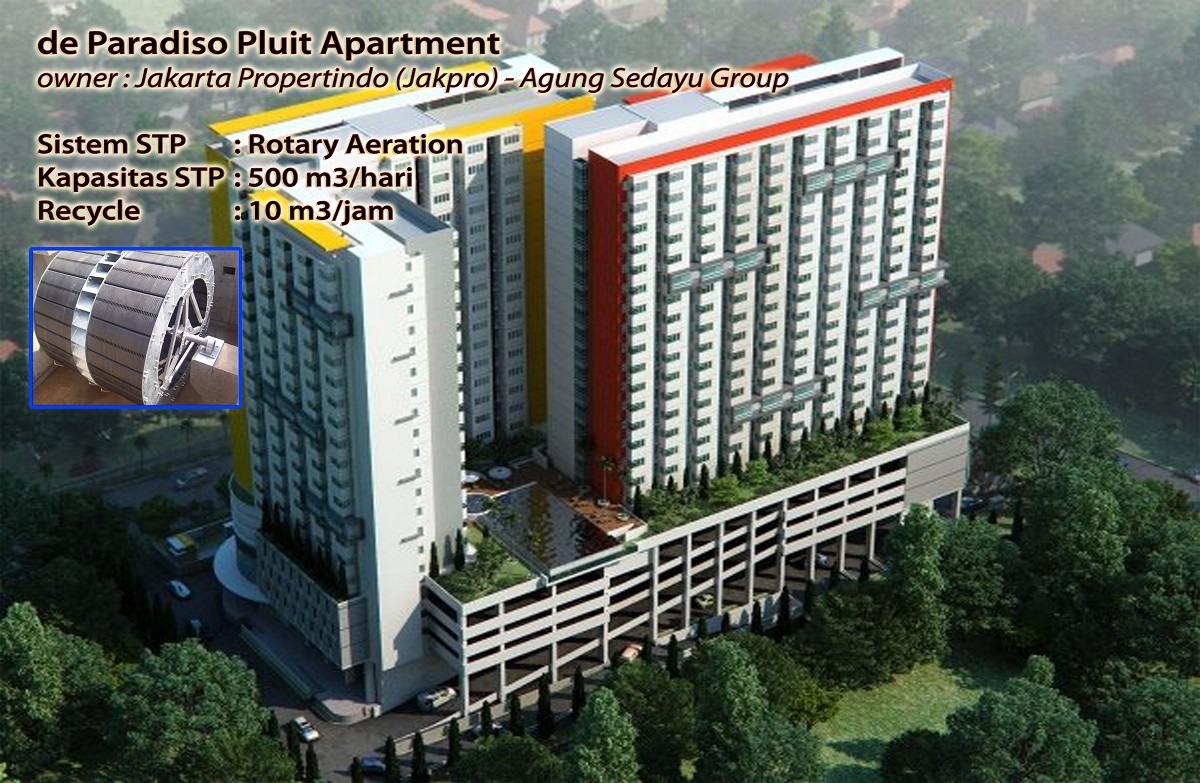 de Paradiso Pluit Apartment
owner : Jakarta Propertindo (Jakpro) - Agung Sedayu Group
Sistem STP : Rotary Aeration
Kapasitas STP : 500 m3/hari
Recycle : 10 m3/jam